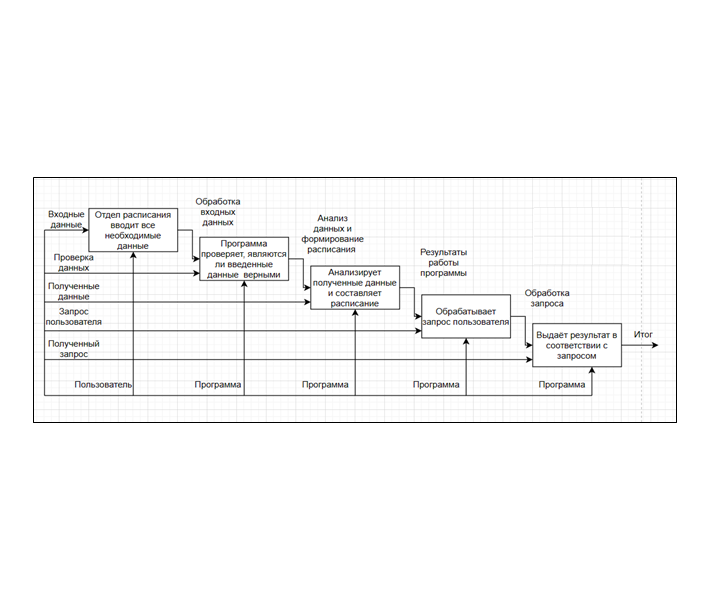 Входные
данные
Отдел расписания
вводит все
необходимые
данные
Обработка
входных
данных
Проверка
данных
Программа
проверяет, являются
ли введенные
данные верными
Анализ
данных и
формирование
расписания
Полученные
данные
Анализирует
полученные данные
и составляет
расписание
Результаты
работы
программы
Запрос
пользователя
Обрабатывает
запрос пользователя
Обработка
запроса
Полученный
запрос
Выдаёт результат в
соответствии с
запросом
Итог
Пользователь
Программа
Программа
Программа
Программа